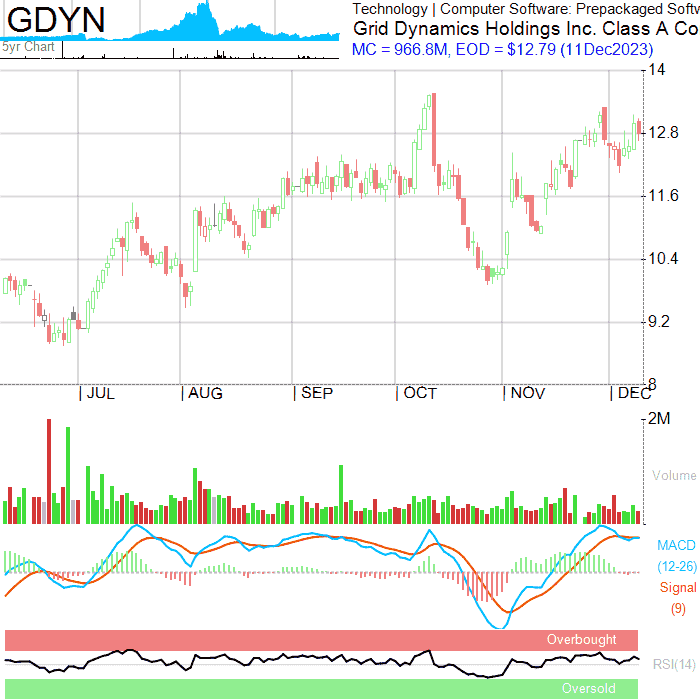 GDYN
5yr Chart
Technology | Computer Software: Prepackaged Softw
Grid Dynamics Holdings Inc. Class A Co
MC = 966.8M, EOD = $12.79 (11Dec2023)
14
12.8
11.6
10.4
9.2
8
| JUL | AUG | SEP | OCT | NOV | DEC
2M
Volume
MACD
(12-26)
Signal
(9)
Overbought
RSI(14)
Oversold